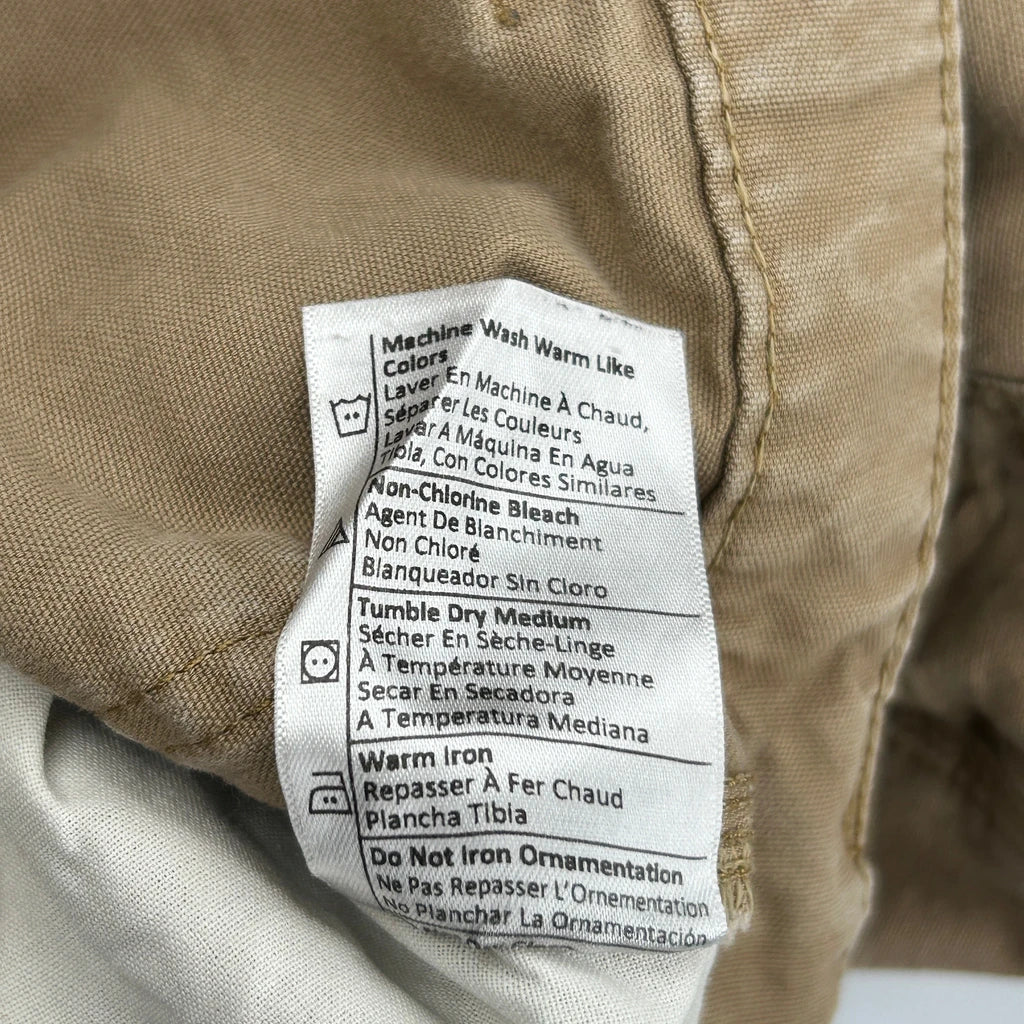 Machine Wash Warm Like
Colors
Laver En Machine À Chaud,
Séparer Les Couleurs
Lavar A Máquina En Agua
Tibia, Con Colores Similares
Non-Chlorine Bleach
Agent De Blanchiment
Non Chloré
Blanqueador Sin Cloro
Tumble Dry Medium
Sécher En Sèche-Linge
À Température Moyenne
Secar En Secadora
A Temperatura Mediana
Warm Iron
Repasser À Fer Chaud
Plancha Tibia
Do Not Iron Ornamentation
Ne Pas Repasser L'Ornementation
No Planchar La Ornamentación